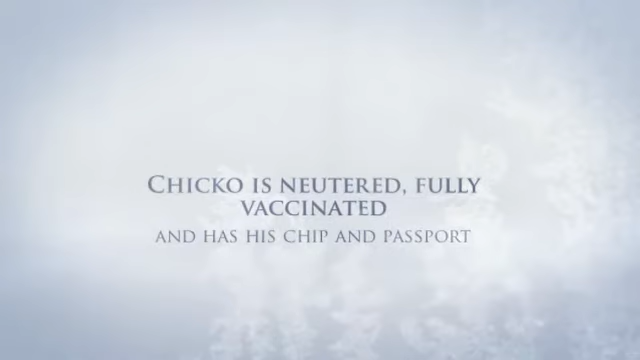 Chicko is neutered, fully
vaccinated
and has his chip and passport